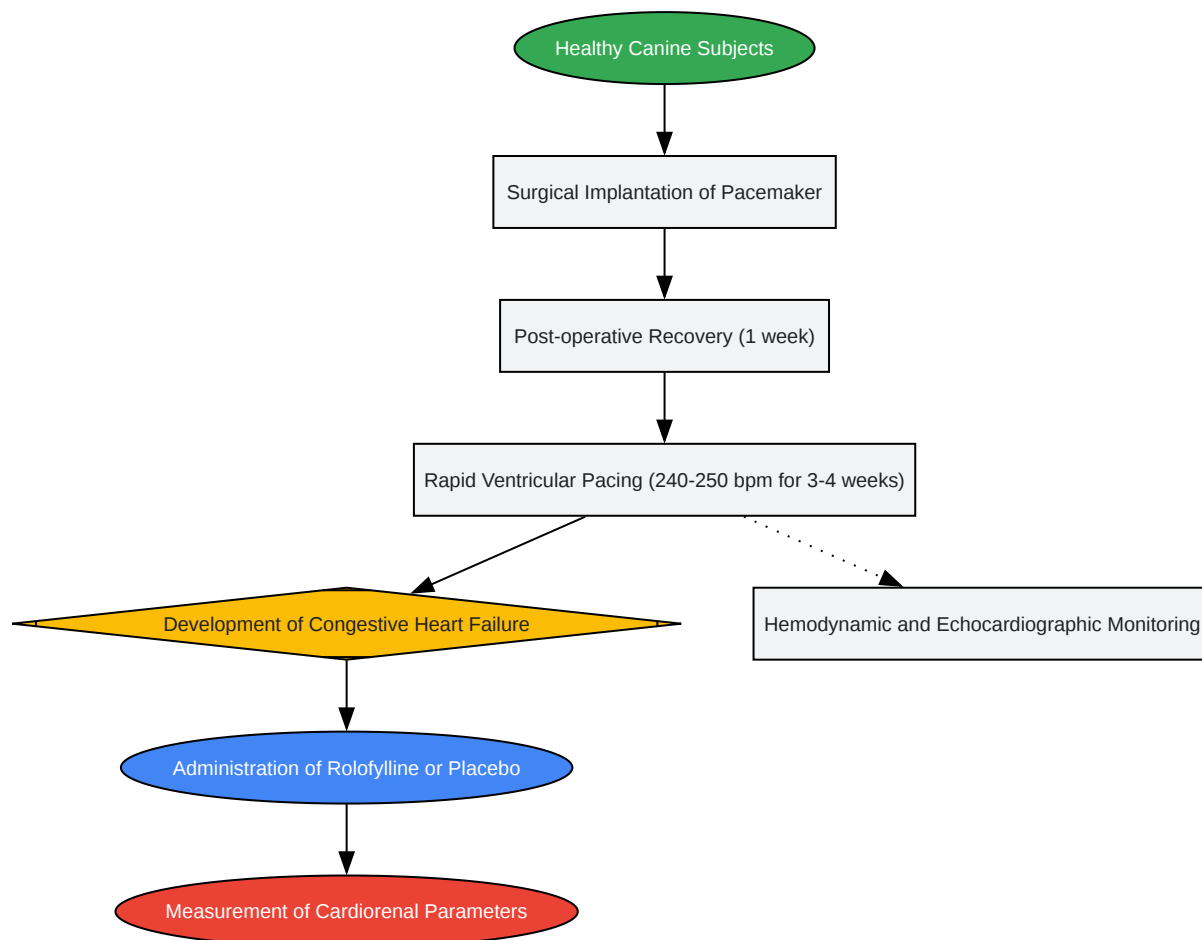 Healthy Canine Subjects
Surgical Implantation of Pacemaker
Post-operative Recovery (1 week)
Rapid Ventricular Pacing (240-250 bpm for 3-4 weeks)
Development of Congestive Heart Failure
Hemodynamic and Echocardiographic Monitoring
Administration of Rolofylline or Placebo
Measurement of Cardiorenal Parameters